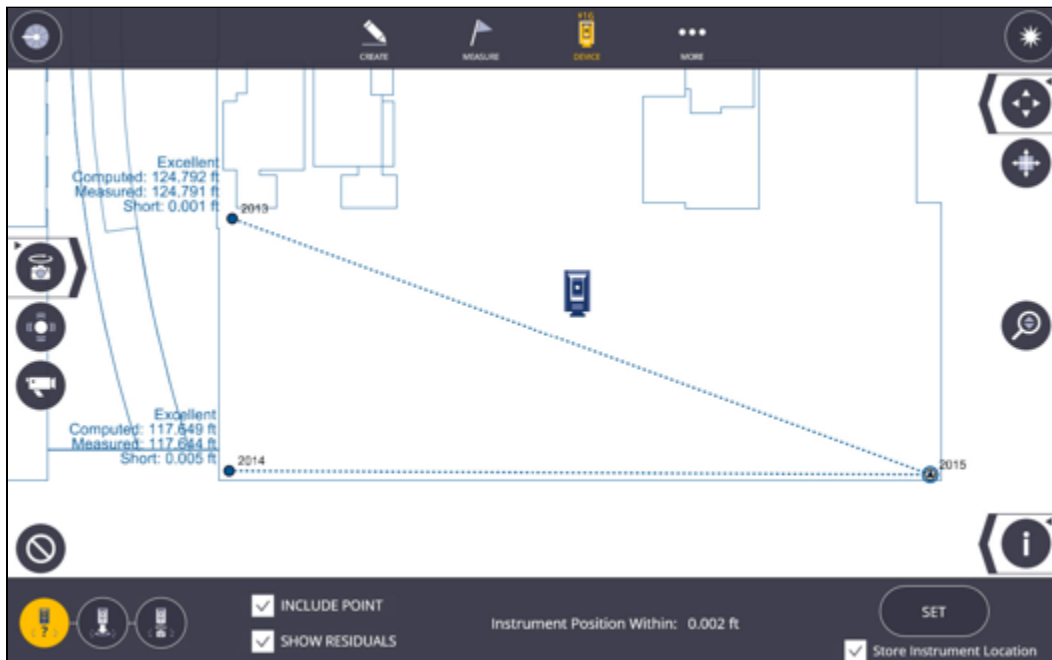 CREATE
MEASURE
DEVICE
MORE
Excellent
Computed: 124.792 ft
Measured: 124.791 ft
Short: 0.001 ft
2013
Excellent
Computed: 117.649 ft
Measured: 117.644 ft
Short: 0.005 ft
2014
2015
INCLUDE POINT
SHOW RESIDUALS
Instrument Position Within: 0.002 ft
SET
Store Instrument Location